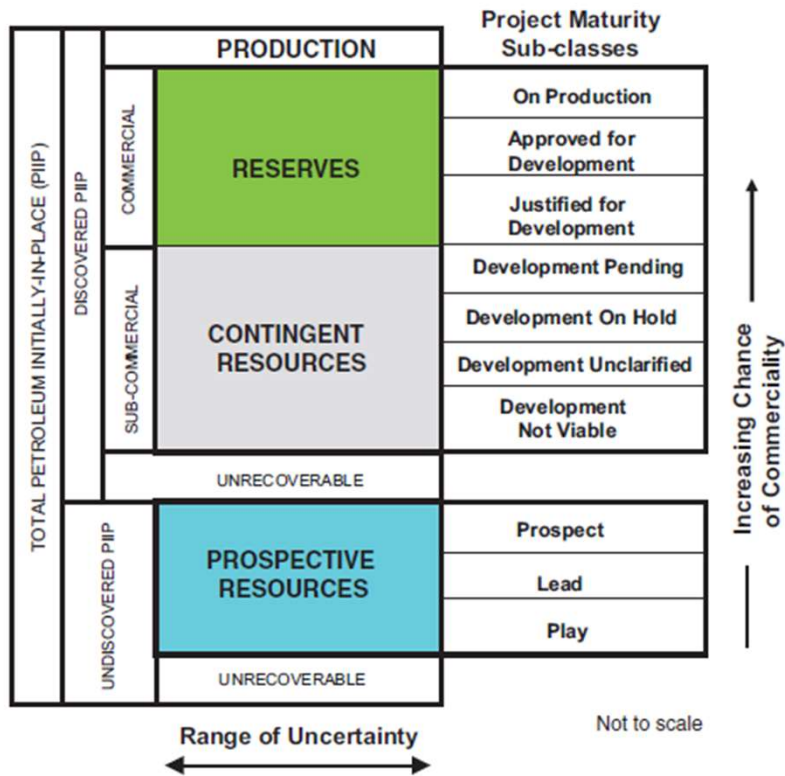 Project Maturity
Sub-classes
PRODUCTION
TOTAL PETROLEUM INITIALLY-IN-PLACE (PIIP)
DISCOVERED PIIP
COMMERCIAL
RESERVES
On Production
Approved for
Development
Justified for
Development
SUB-COMMERCIAL
CONTINGENT
RESOURCES
Development Pending
Development On Hold
Development Unclarified
Development
Not Viable
UNRECOVERABLE
UNDISCOVERED PIIP
PROSPECTIVE
RESOURCES
Prospect
Lead
Play
UNRECOVERABLE
Increasing Chance
of Commerciality
Range of Uncertainty
Not to scale